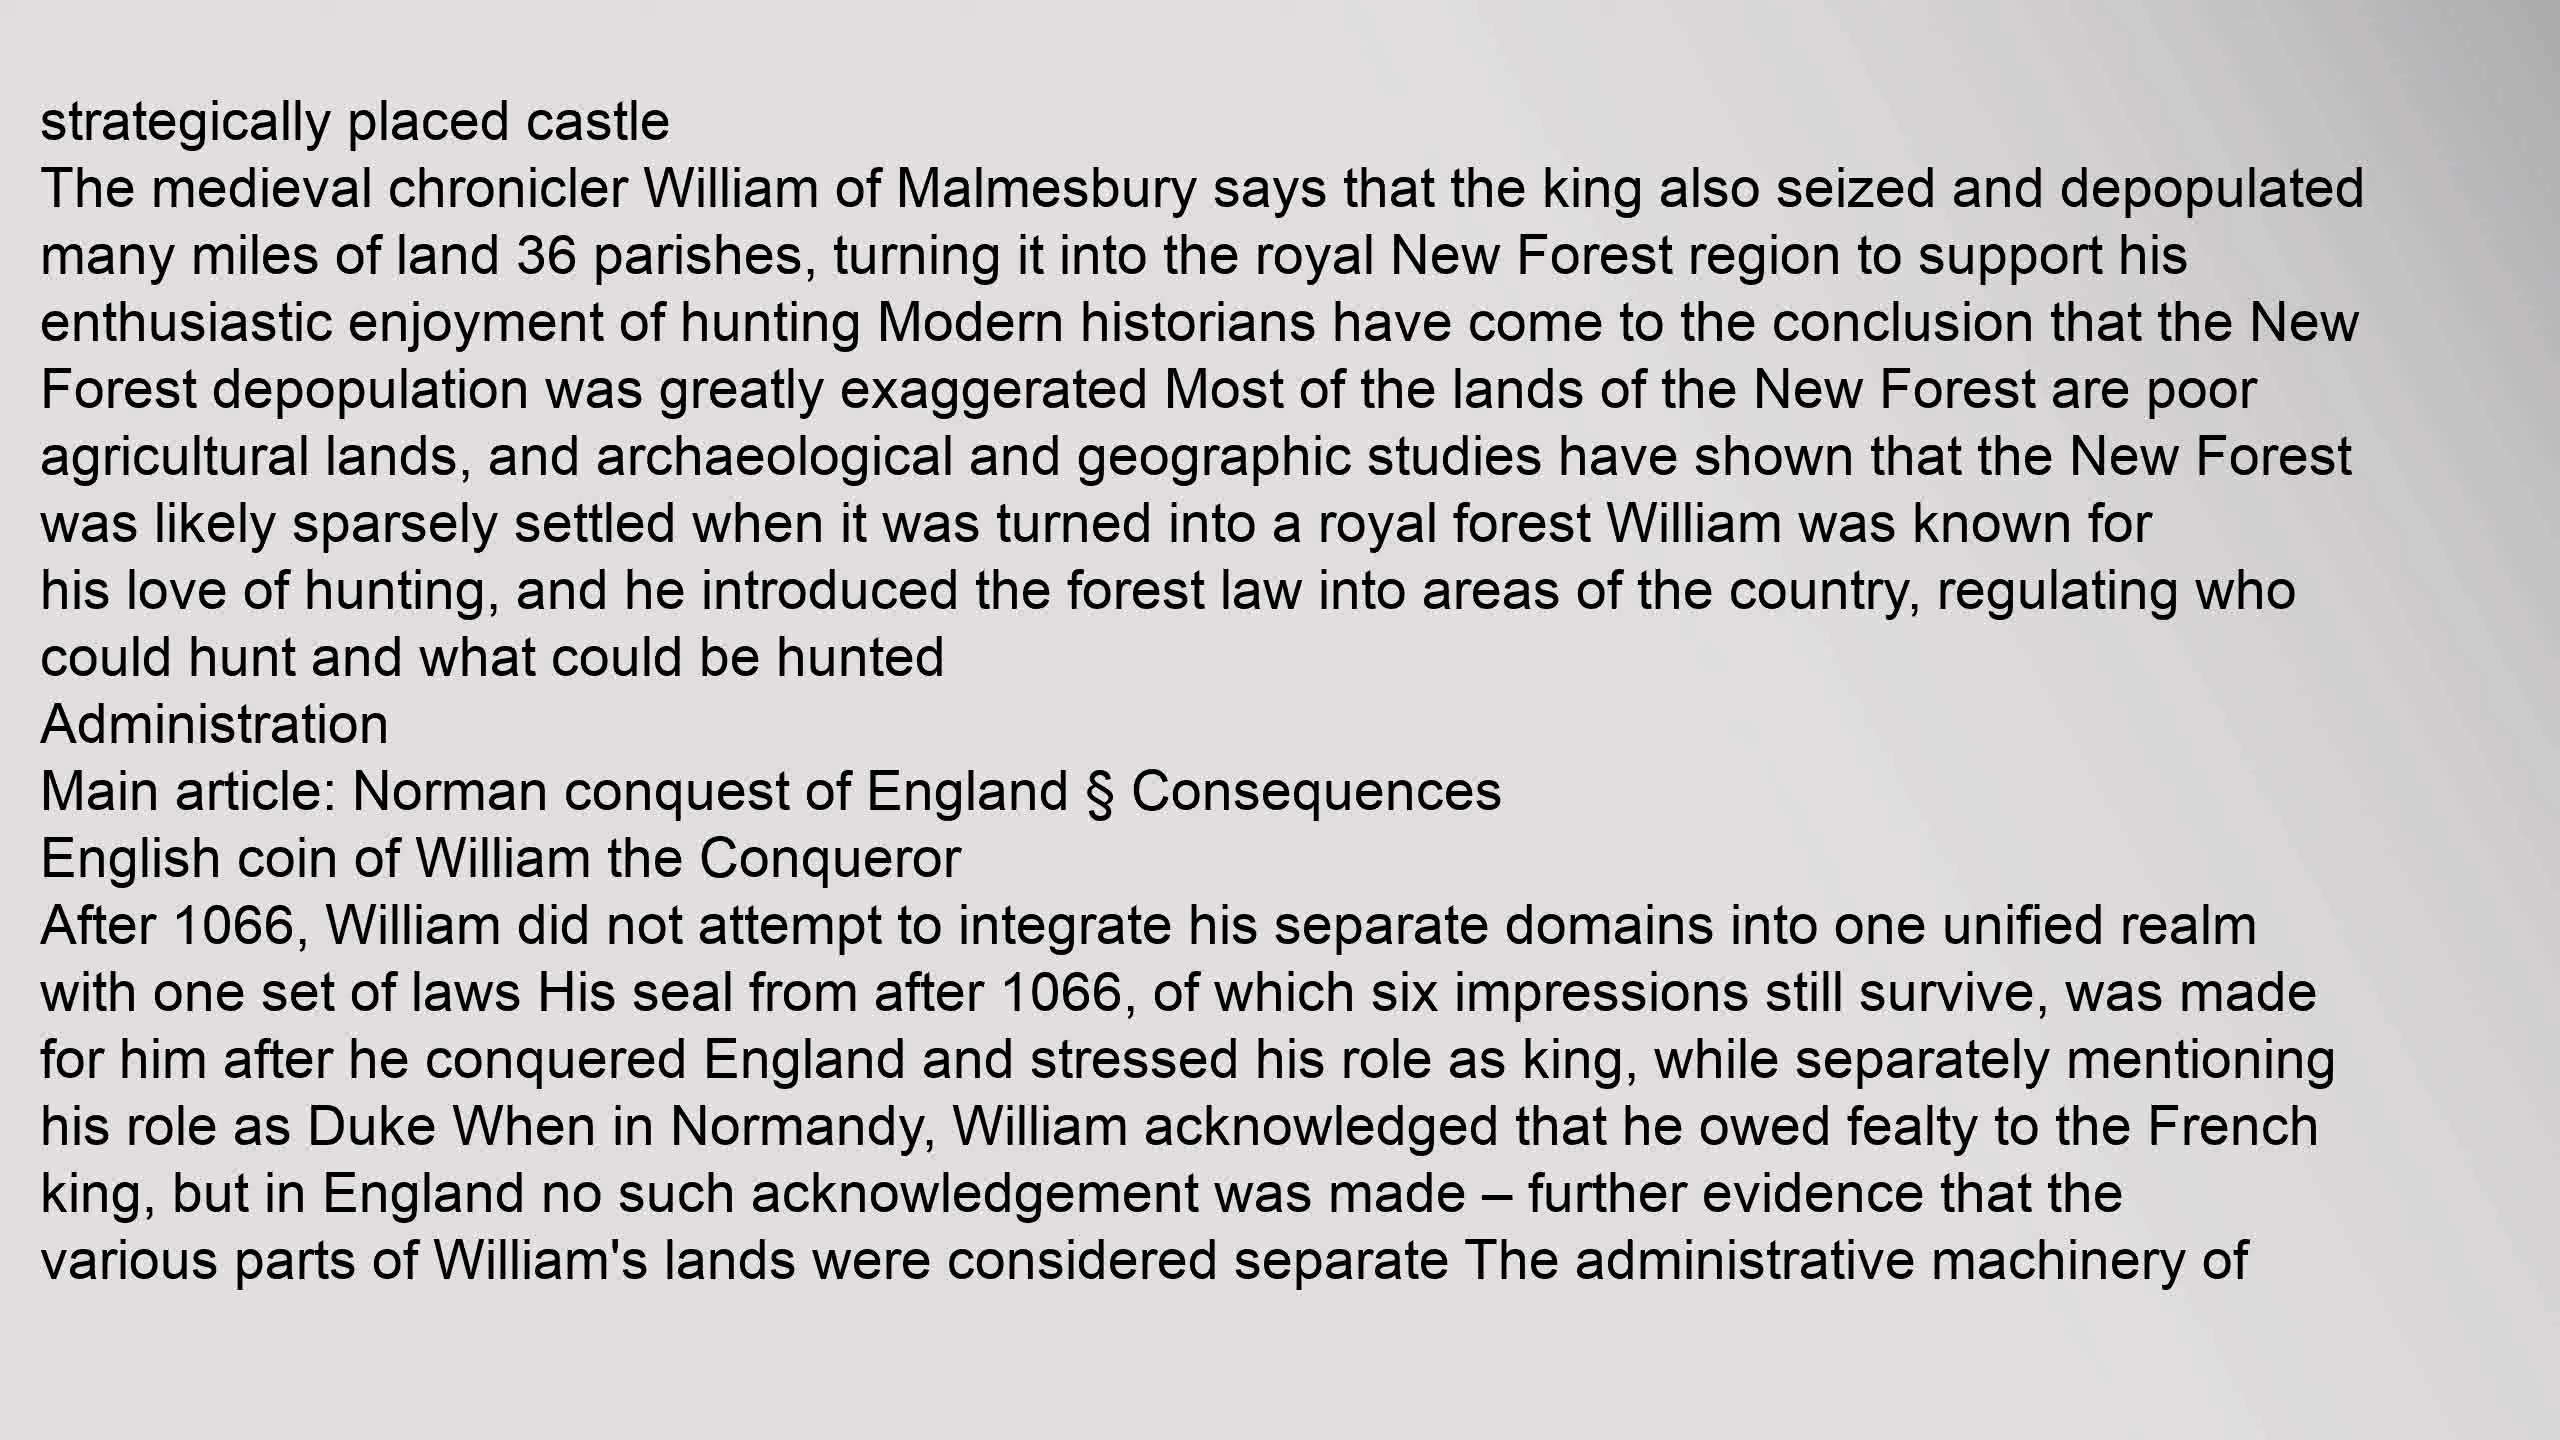 strategically placed castle
The medieval chronicler William of Malmesbury says that the king also seized and depopulated
many miles of land 36 parishes, turning it into the royal New Forest region to support his
enthusiastic enjoyment of hunting Modern historians have come to the conclusion that the New
Forest depopulation was greatly exaggerated Most of the lands of the New Forest are poor
agricultural lands, and archaeological and geographic studies have shown that the New Forest
was likely sparsely settled when it was turned into a royal forest William was known for
his love of hunting, and he introduced the forest law into areas of the country, regulating who
could hunt and what could be hunted
Administration
Main article: Norman conquest of England § Consequences
English coin of William the Conqueror
After 1066, William did not attempt to integrate his separate domains into one unified realm
with one set of laws His seal from after 1066, of which six impressions still survive, was made
for him after he conquered England and stressed his role as king, while separately mentioning
his role as Duke When in Normandy, William acknowledged that he owed fealty to the French
king, but in England no such acknowledgement was made – further evidence that the
various parts of William's lands were considered separate The administrative machinery of